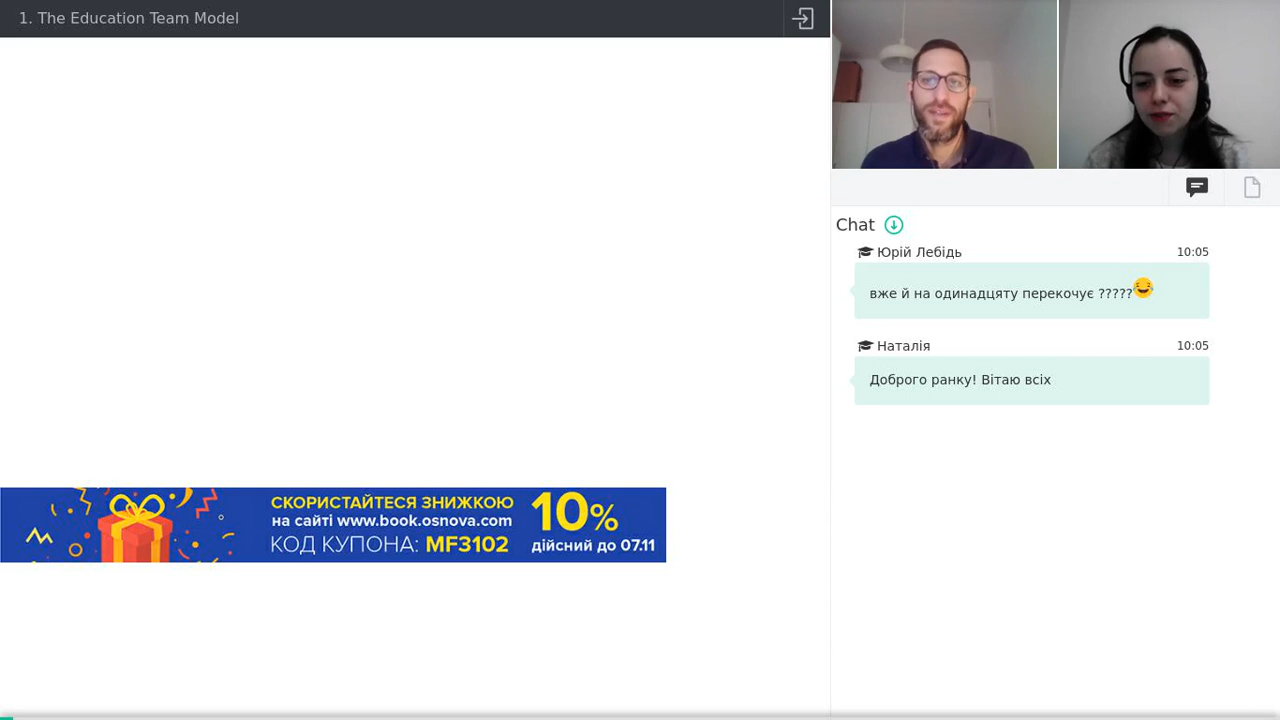 1. The Education Team Model
Chat
Юрій Лебідь 10:05
вже й на одинадцяту перекочує ?????😂
Наталія 10:05
Доброго ранку! Вітаю всіх
СКОРИСТАЙТЕСЯ ЗНИЖКОЮ
на сайті www.book.osnova.com
КОД КУПОНА: MF3102
10%
дійсний до 07.11